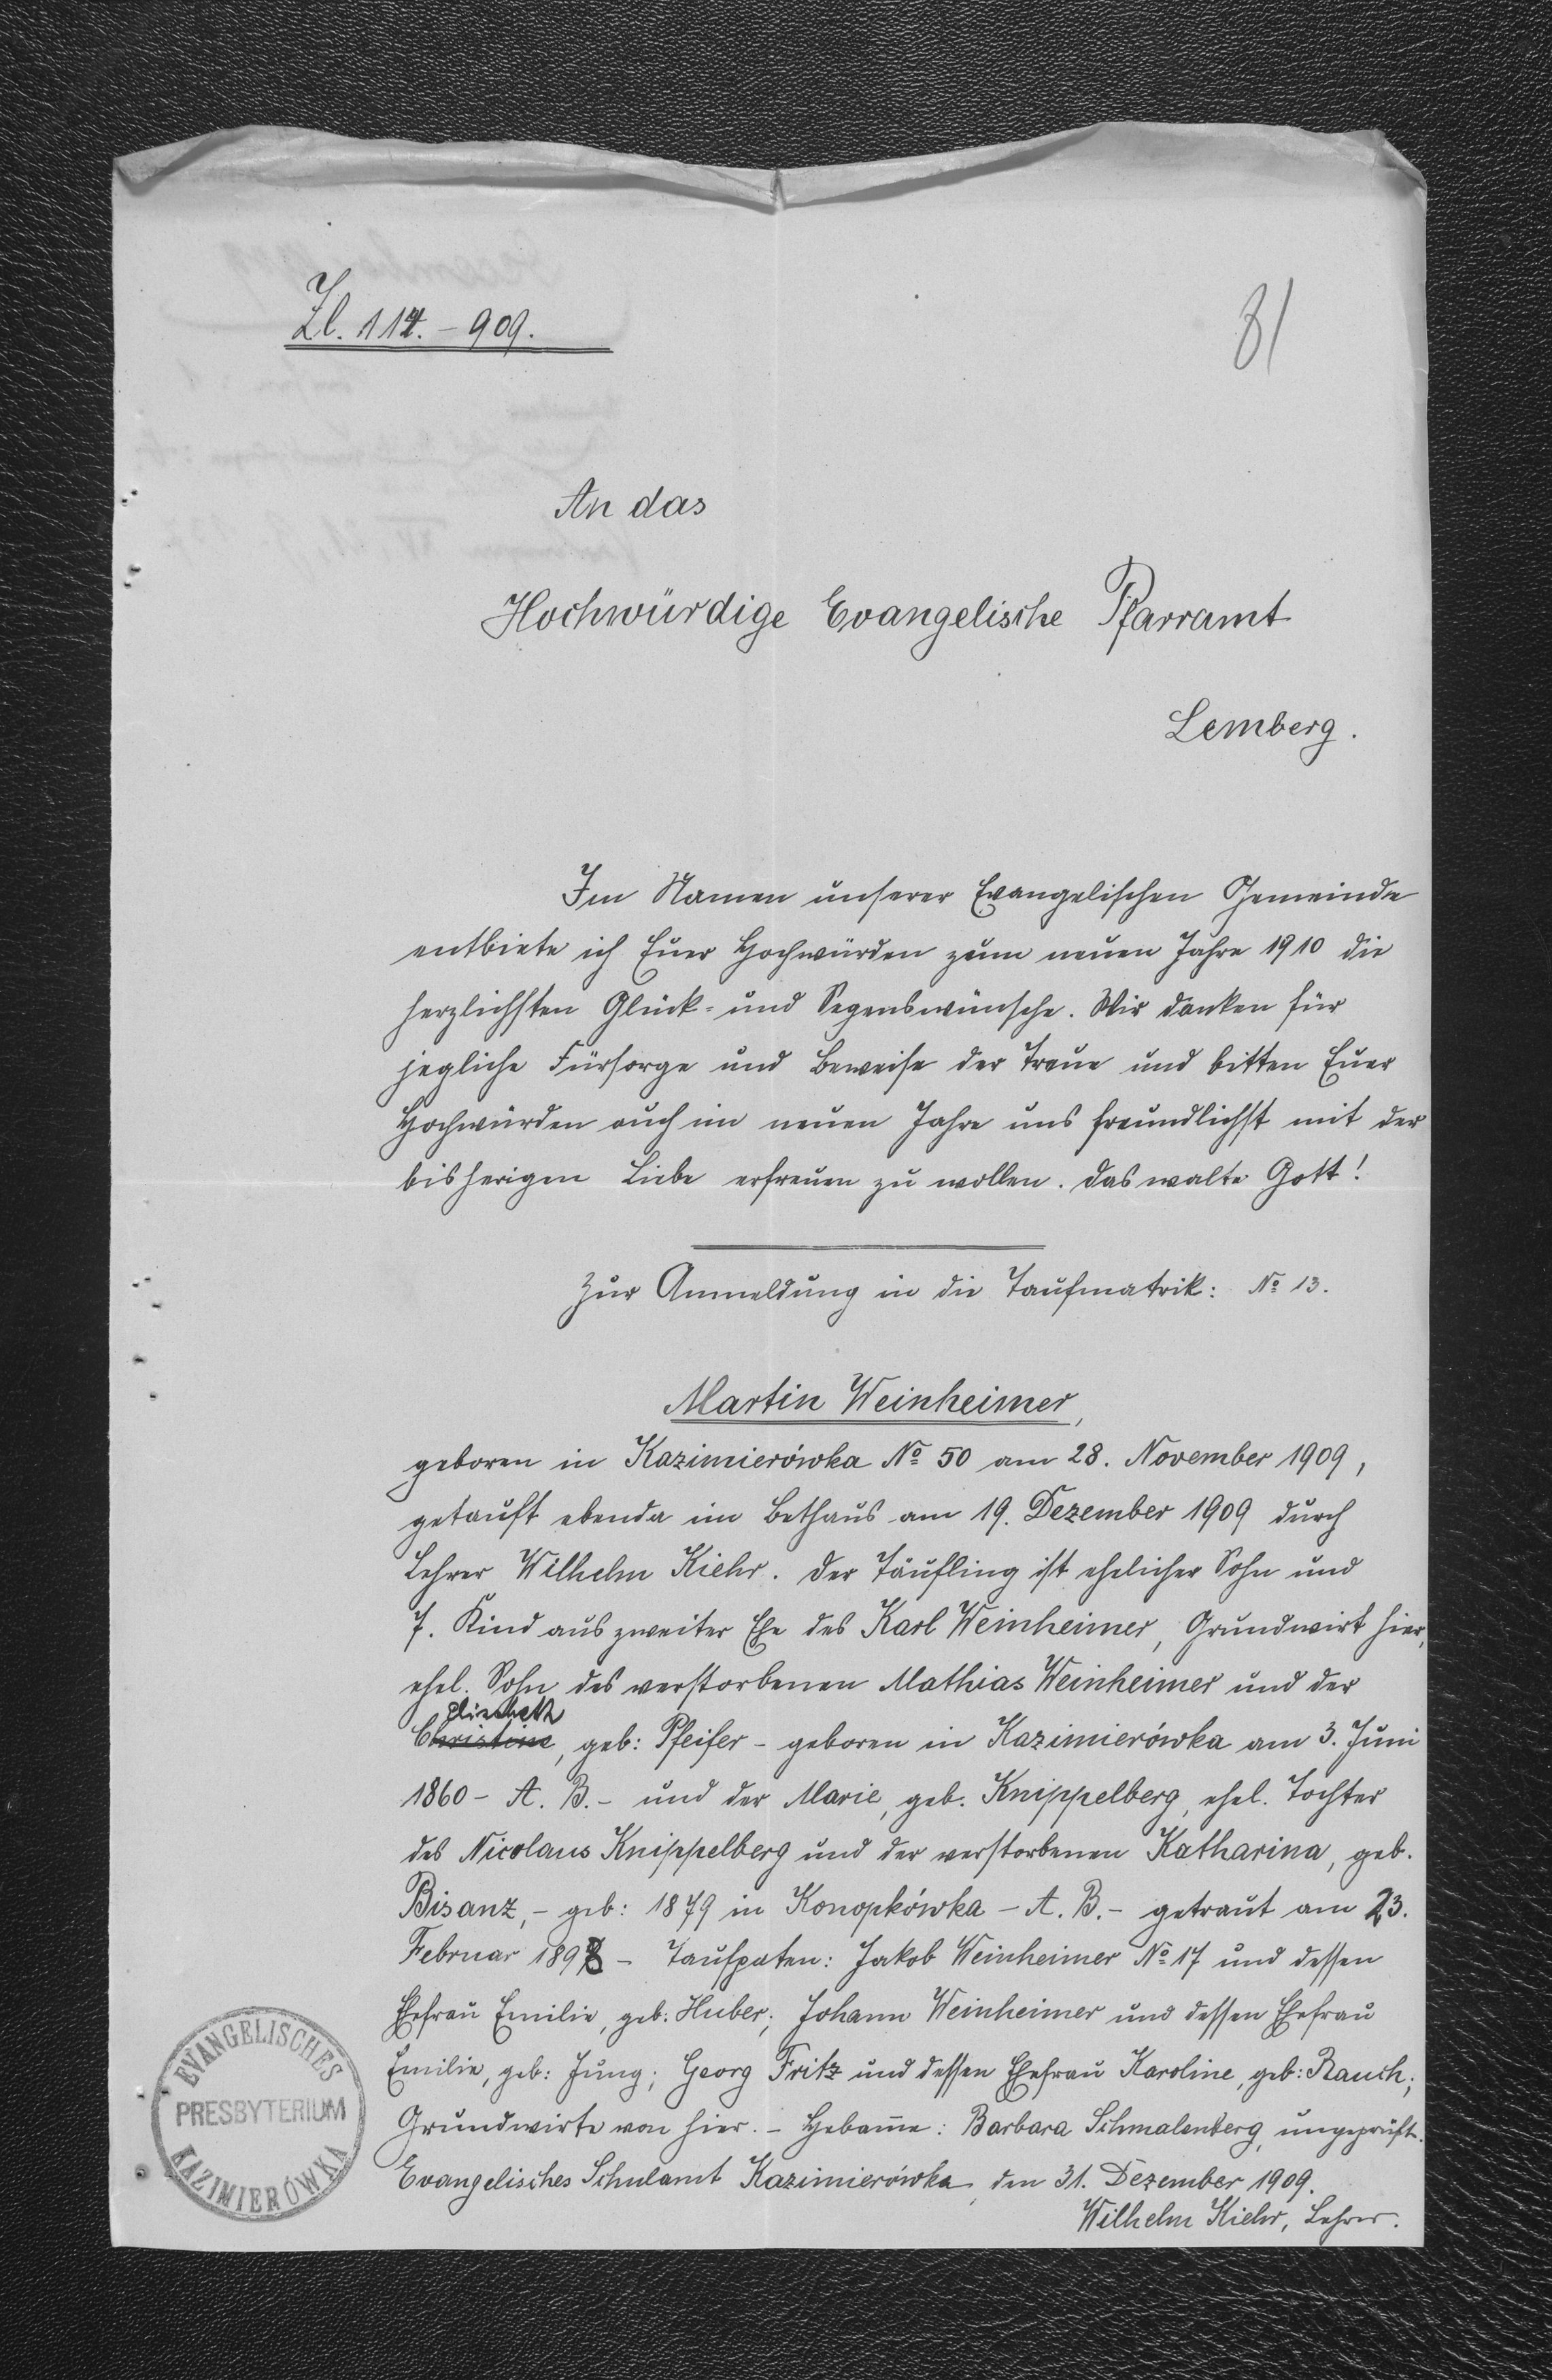 Zl. 117. - 909.
81
An das
Hochwürdige Evangelische Pfarramt
Lemberg.
Im Namen unserer Evangelischen Gemeinde
entbiete ich Euer Hochwürden zum neuen Jahre 1910 die
herzlichsten Glück- und Segenswünsche. Wir danken für
jegliche Fürsorge und Beweise der Treue und bitten Euer
Hochwürden auch im neuen Jahre uns freundlichst mit der
bisherigen Liebe erfreuen zu wollen. Das walte Gott!
Zur Anmeldung in die Taufmatrik: No 13.
Martin Weinheimer,
geboren in Kazimierówka No 50 am 28. November 1909,
getauft ebenda im Bethaus am 19. Dezember 1909 durch
Lehrer Wilhelm Kiehr. Der Täufling ist ehelicher Sohn und
7. Kind aus zweiter Ehe des Karl Weinheimer, Grundwirt hier,
ehel. Sohn des verstorbenen Mathias Weinheimer und der
Elisabeth
Christine, geb: Pfeifer - geboren in Kazimierówka am 3. Juni
1860 - A. B. - und der Marie, geb. Knippelberg, ehel. Tochter
des Nicolaus Knippelberg und der verstorbenen Katharina, geb.
Bisanz, - geb: 1879 in Konopkówka - A. B. - getraut am 23.
Februar 1898 - Taufpaten: Jakob Weinheimer No 17 und dessen
Ehefrau Emilie, geb: Huber; Johann Weinheimer und dessen Ehefrau
Emilie, geb: Jung; Georg Fritz und dessen Ehefrau Karoline, geb: Rauch;
Grundwirte von hier. - Hebam̄e: Barbara Schmalenberg, ungeprüft.
Evangelisches Schulamt Kazimierówka, den 31. Dezember 1909.
Wilhelm Kiehr, Lehrer.
EVANGELISCHES
PRESBYTERIUM
KAZIMIERÓWKA